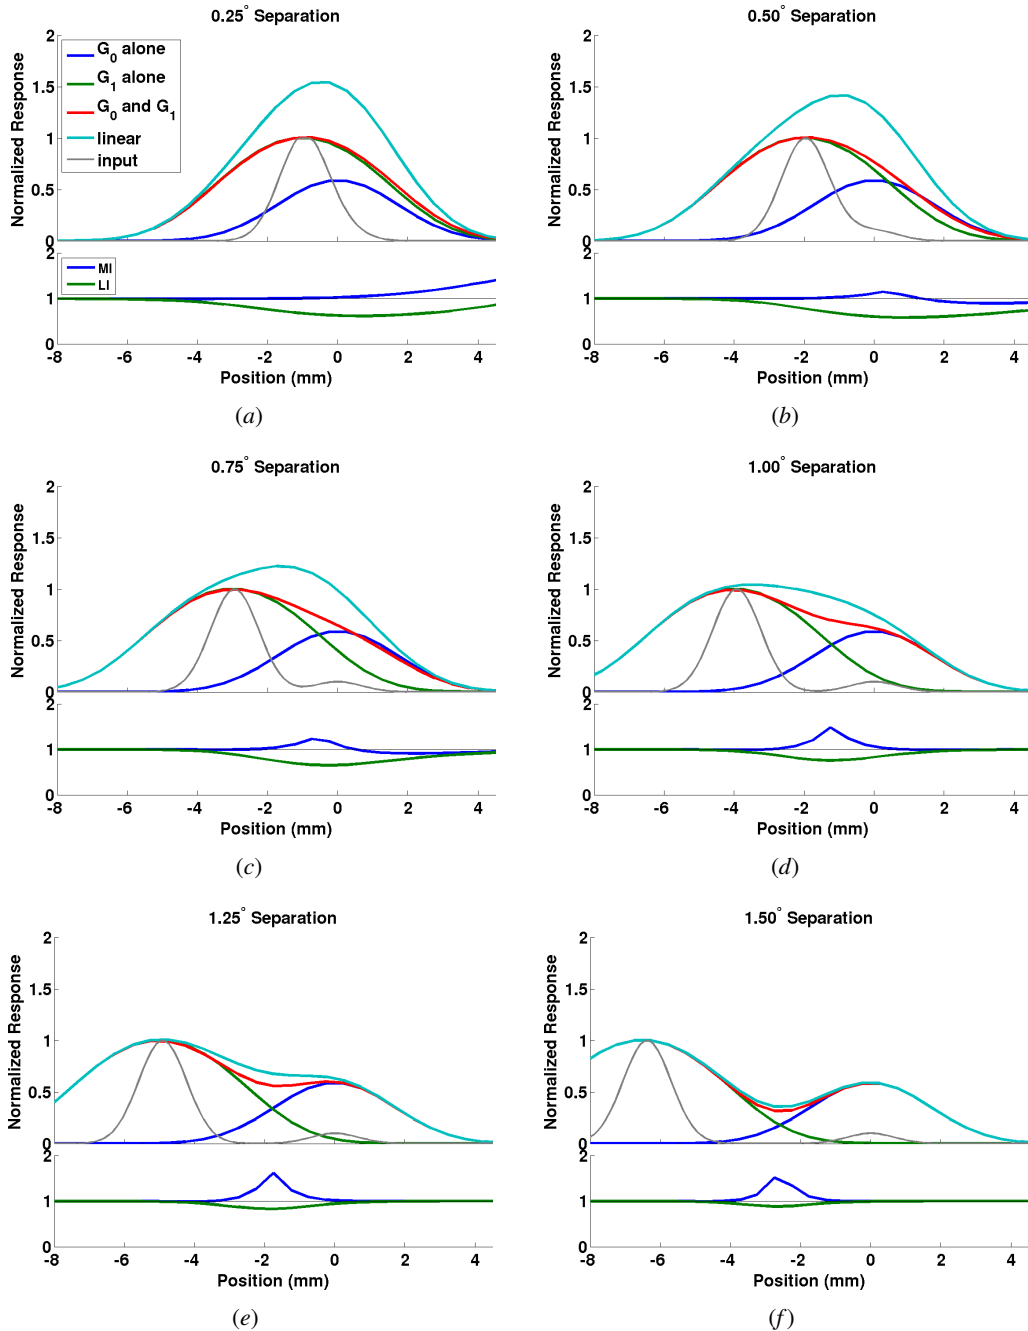 0.25° Separation
Normalized Response
2
1.5
1
0.5
0
G0 alone
G1 alone
G0 and G1
linear
input
2
1
0
MI
LI
-8 -6 -4 -2 0 2 4
Position (mm)
(a)
0.50° Separation
Normalized Response
2
1.5
1
0.5
0
2
1
0
-8 -6 -4 -2 0 2 4
Position (mm)
(b)
0.75° Separation
Normalized Response
2
1.5
1
0.5
0
2
1
0
-8 -6 -4 -2 0 2 4
Position (mm)
(c)
1.00° Separation
Normalized Response
2
1.5
1
0.5
0
2
1
0
-8 -6 -4 -2 0 2 4
Position (mm)
(d)
1.25° Separation
Normalized Response
2
1.5
1
0.5
0
2
1
0
-8 -6 -4 -2 0 2 4
Position (mm)
(e)
1.50° Separation
Normalized Response
2
1.5
1
0.5
0
2
1
0
-8 -6 -4 -2 0 2 4
Position (mm)
(f)